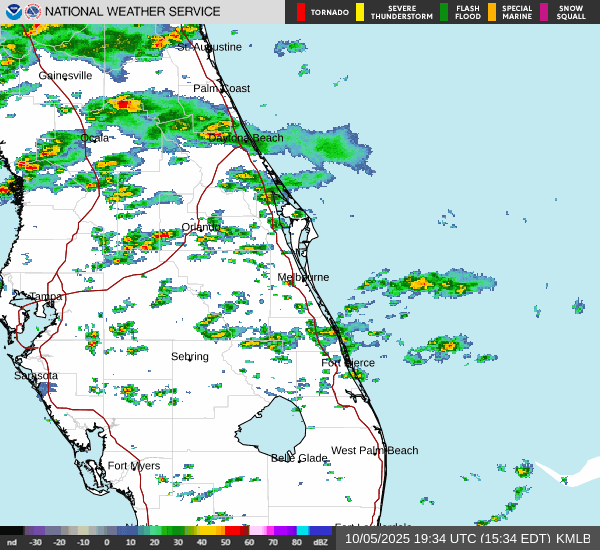 NATIONAL WEATHER SERVICE
TORNADO
SEVERE THUNDERSTORM
FLASH FLOOD
SPECIAL MARINE
SNOW SQUALL
St Augustine
Gainesville
Palm Coast
Ocala
Daytona Beach
Orlando
Melbourne
Tampa
Sebring
Fort Pierce
Sarasota
West Palm Beach
Belle Glade
Fort Myers
nd -30 -20 -10 0 10 20 30 40 50 60 70 80 dBZ
10/05/2025 19:34 UTC (15:34 EDT) KMLB